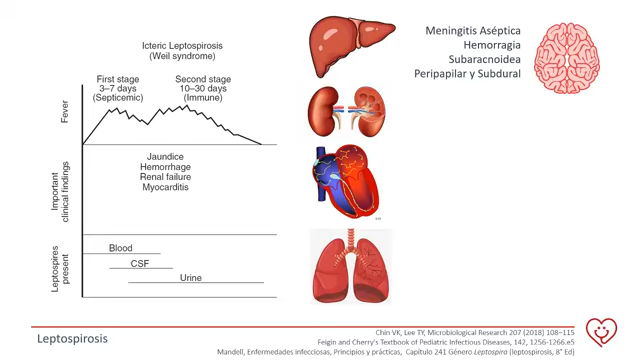 Icteric Leptospirosis
(Weil syndrome)
First stage
3–7 days
(Septicemic)
Second stage
10–30 days
(Immune)
Fever
Important
clinical findings
Jaundice
Hemorrhage
Renal failure
Myocarditis
Leptospires
present
Blood
CSF
Urine
Meningitis Aséptica
Hemorragia
Subaracnoidea
Peripapilar y Subdural
Leptospirosis
Chin VK, Lee TY, Microbiological Research 207 (2018) 108–115
Feigin and Cherry's Textbook of Pediatric Infectious Diseases, 142, 1256-1266.e5
Mandell, Enfermedades infecciosas, Principios y prácticas, Capítulo 241 Género Leptospira (leptospirosis, 8° Ed)